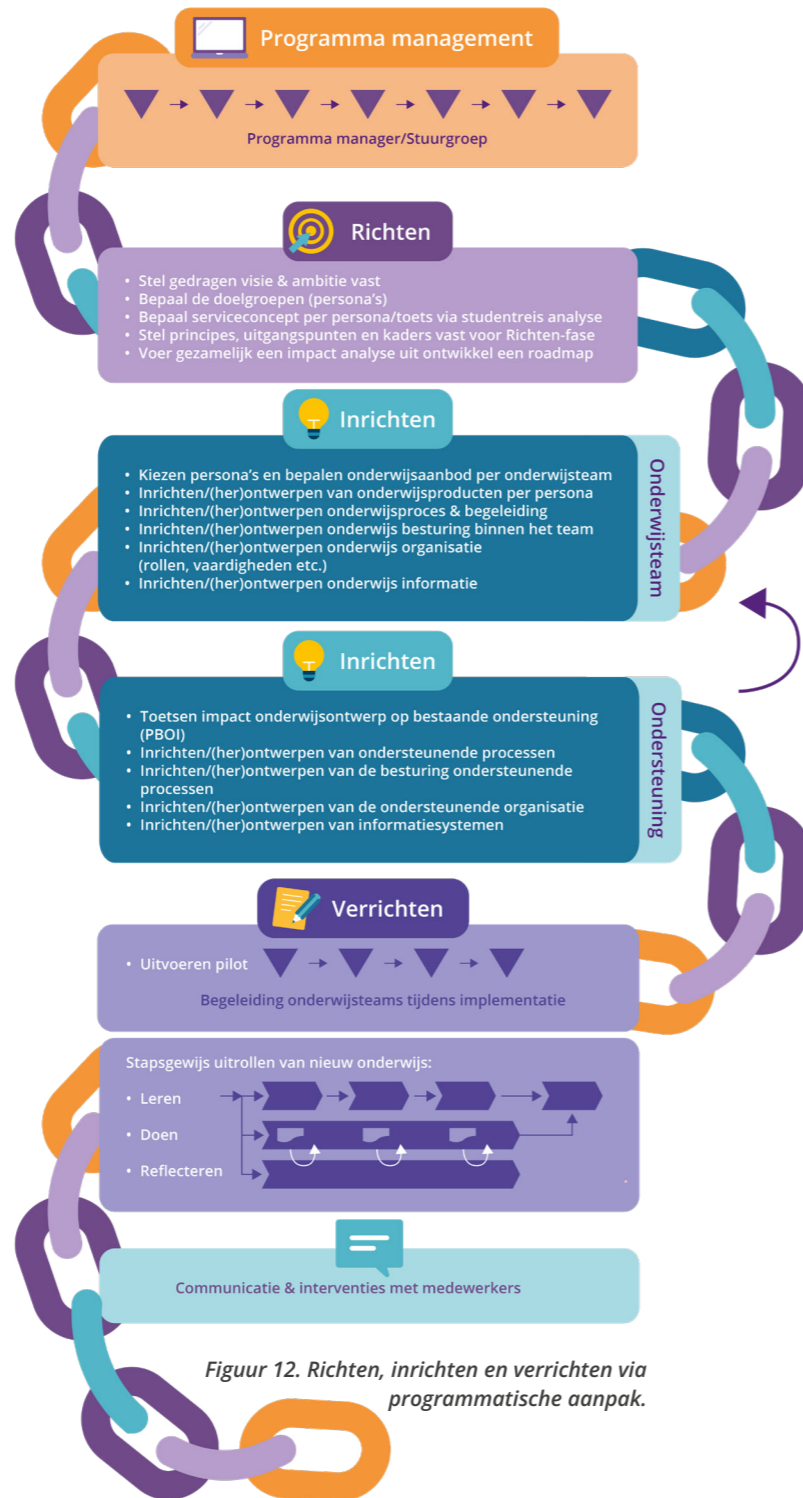 Programma management
Programma manager/Stuurgroep
Richten
• Stel gedragen visie & ambitie vast
• Bepaal de doelgroepen (persona's)
• Bepaal serviceconcept per persona/toets via studentreis analyse
• Stel principes, uitgangspunten en kaders vast voor Richten-fase
• Voer gezamelijk een impact analyse uit ontwikkel een roadmap
Inrichten
• Kiezen persona's en bepalen onderwijsaanbod per onderwijsteam
• Inrichten/(her)ontwerpen van onderwijsproducten per persona
• Inrichten/(her)ontwerpen onderwijsproces & begeleiding
• Inrichten/(her)ontwerpen onderwijs besturing binnen het team
• Inrichten/(her)ontwerpen onderwijs organisatie
(rollen, vaardigheden etc.)
• Inrichten/(her)ontwerpen onderwijs informatie
Onderwijsteam
Inrichten
• Toetsen impact onderwijsontwerp op bestaande ondersteuning
(PBOI)
• Inrichten/(her)ontwerpen van ondersteunende processen
• Inrichten/(her)ontwerpen van de besturing ondersteunende
processen
• Inrichten/(her)ontwerpen van de ondersteunende organisatie
• Inrichten/(her)ontwerpen van informatiesystemen
Ondersteuning
Verrichten
• Uitvoeren pilot
Begeleiding onderwijsteams tijdens implementatie
Stapsgewijs uitrollen van nieuw onderwijs:
• Leren
• Doen
• Reflecteren
Communicatie & interventies met medewerkers
Figuur 12. Richten, inrichten en verrichten via
programmatische aanpak.